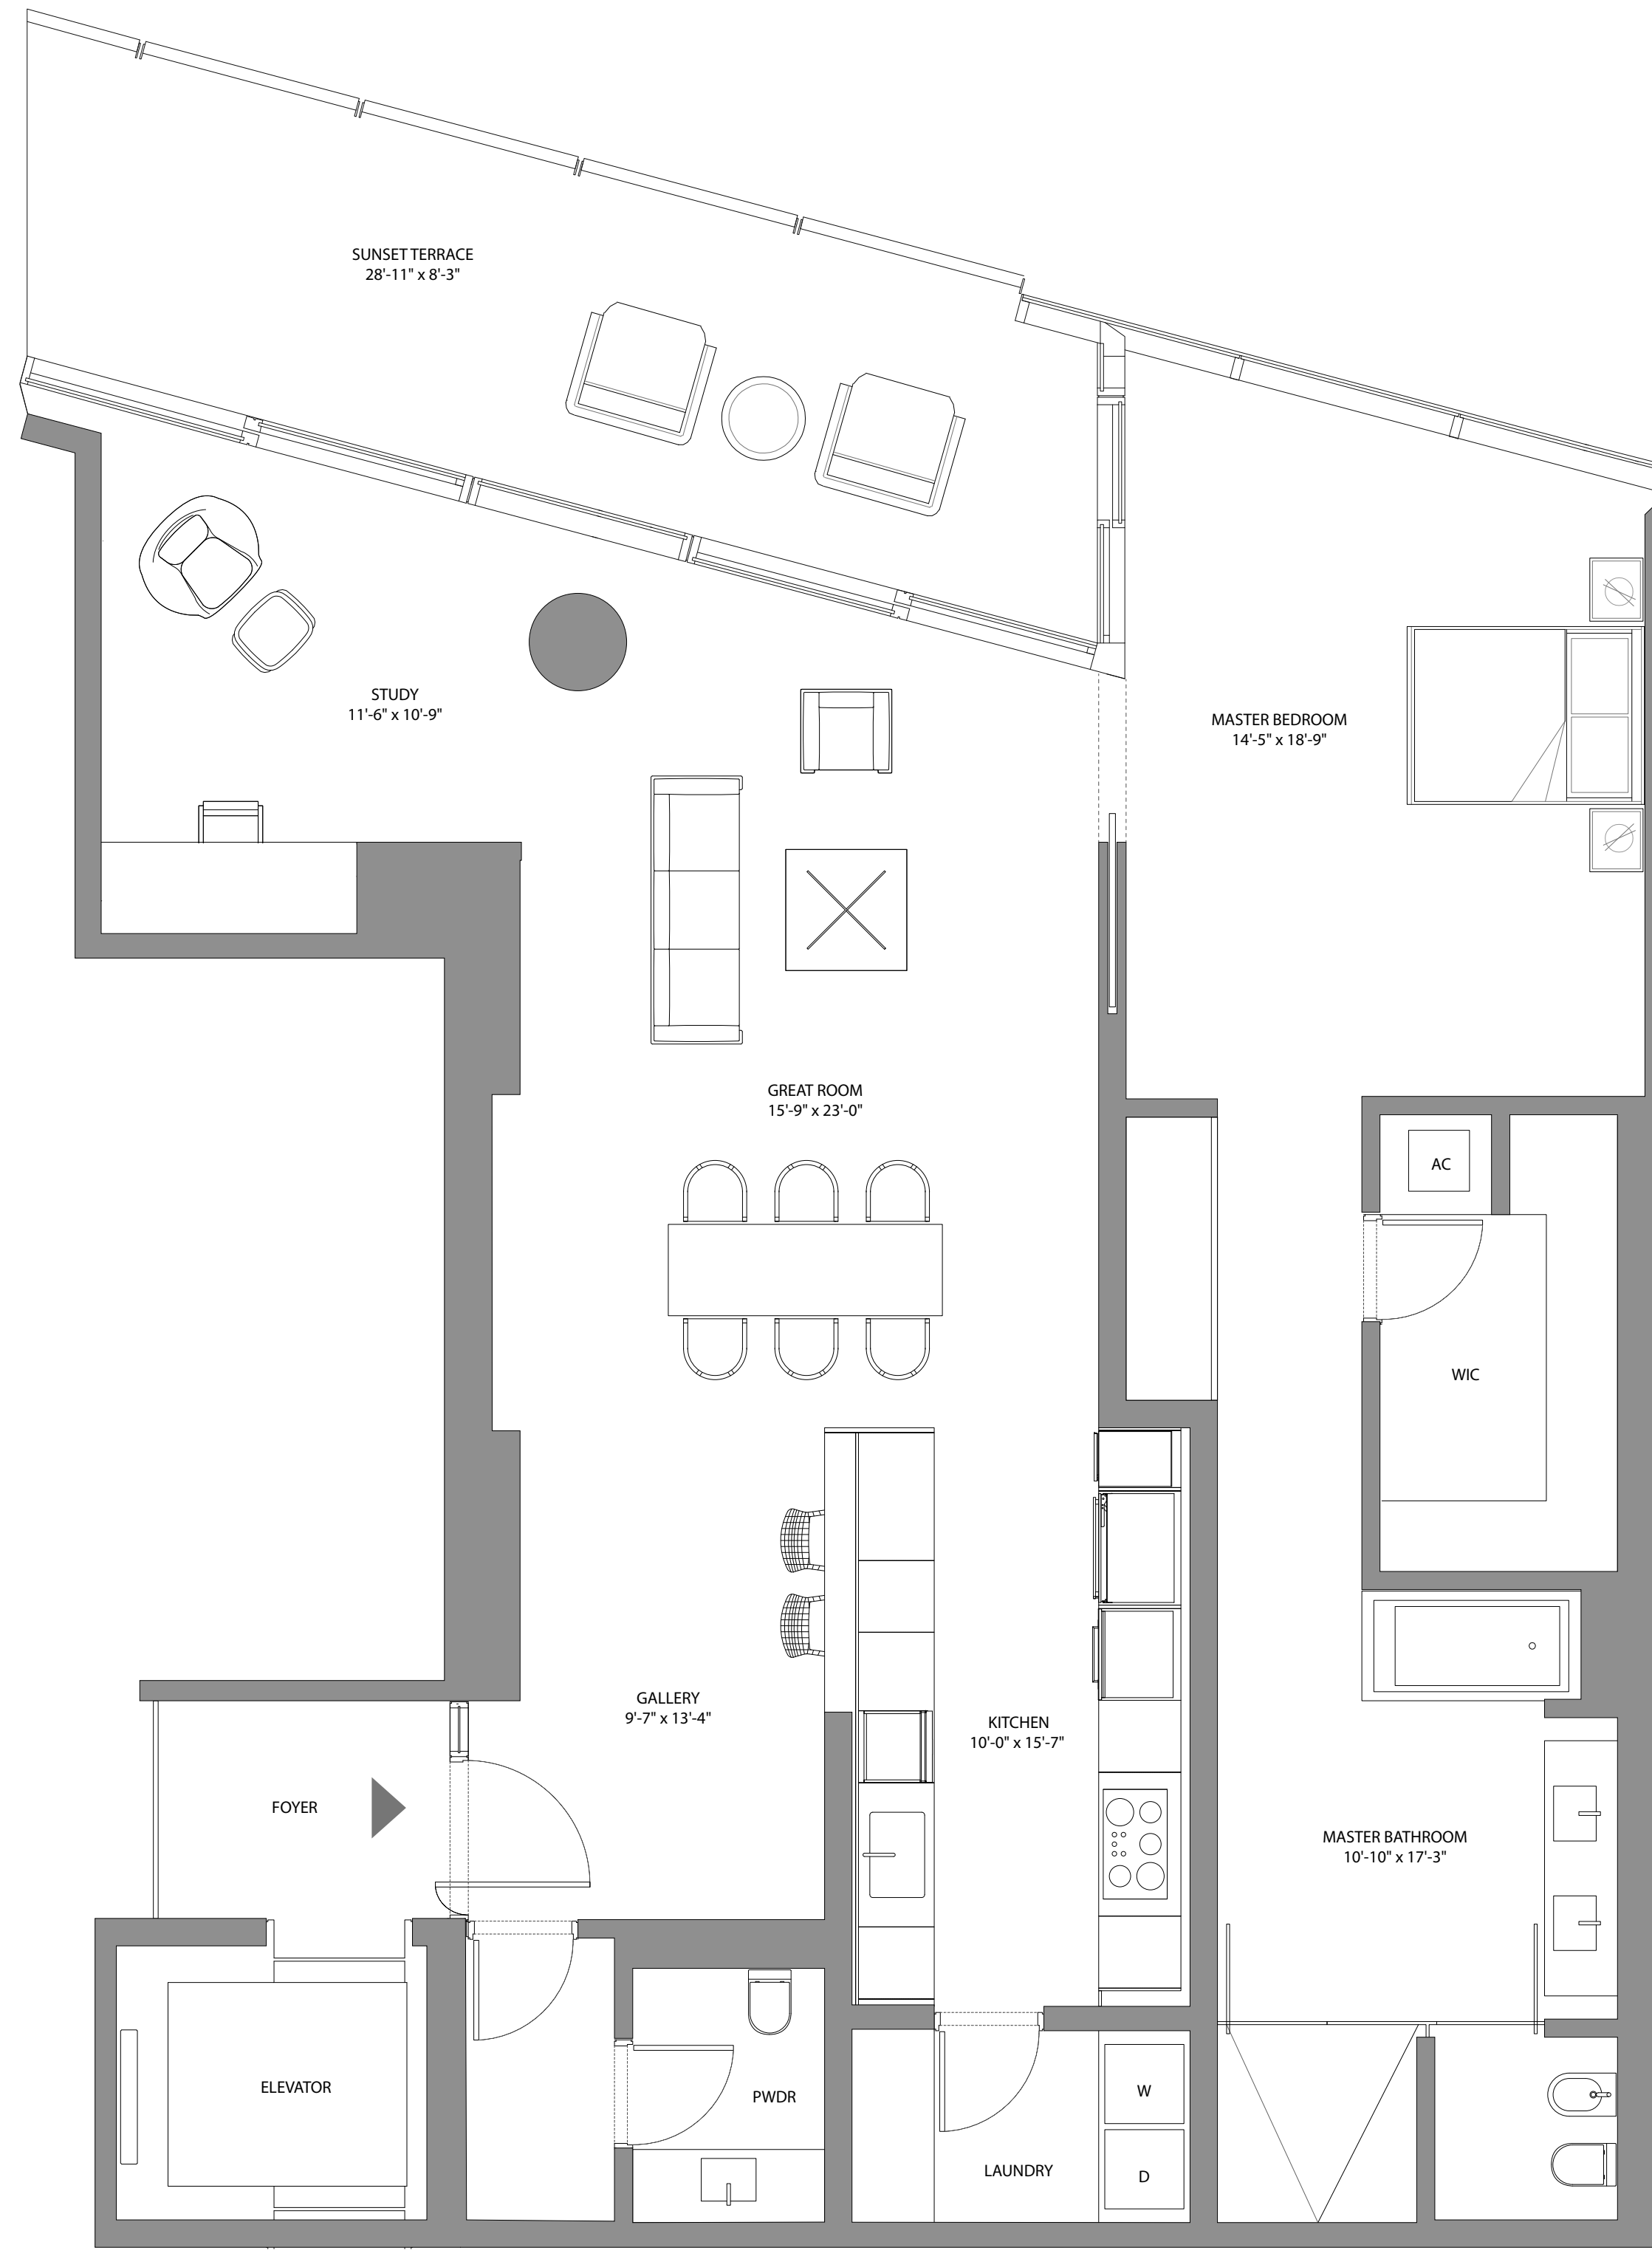 SUNSET TERRACE
28'-11" x 8'-3"
STUDY
11'-6" x 10'-9"
MASTER BEDROOM
14'-5" x 18'-9"
GREAT ROOM
15'-9" x 23'-0"
AC
WIC
GALLERY
9'-7" x 13'-4"
KITCHEN
10'-0" x 15'-7"
FOYER
MASTER BATHROOM
10'-10" x 17'-3"
ELEVATOR
PWDR
W
LAUNDRY
D